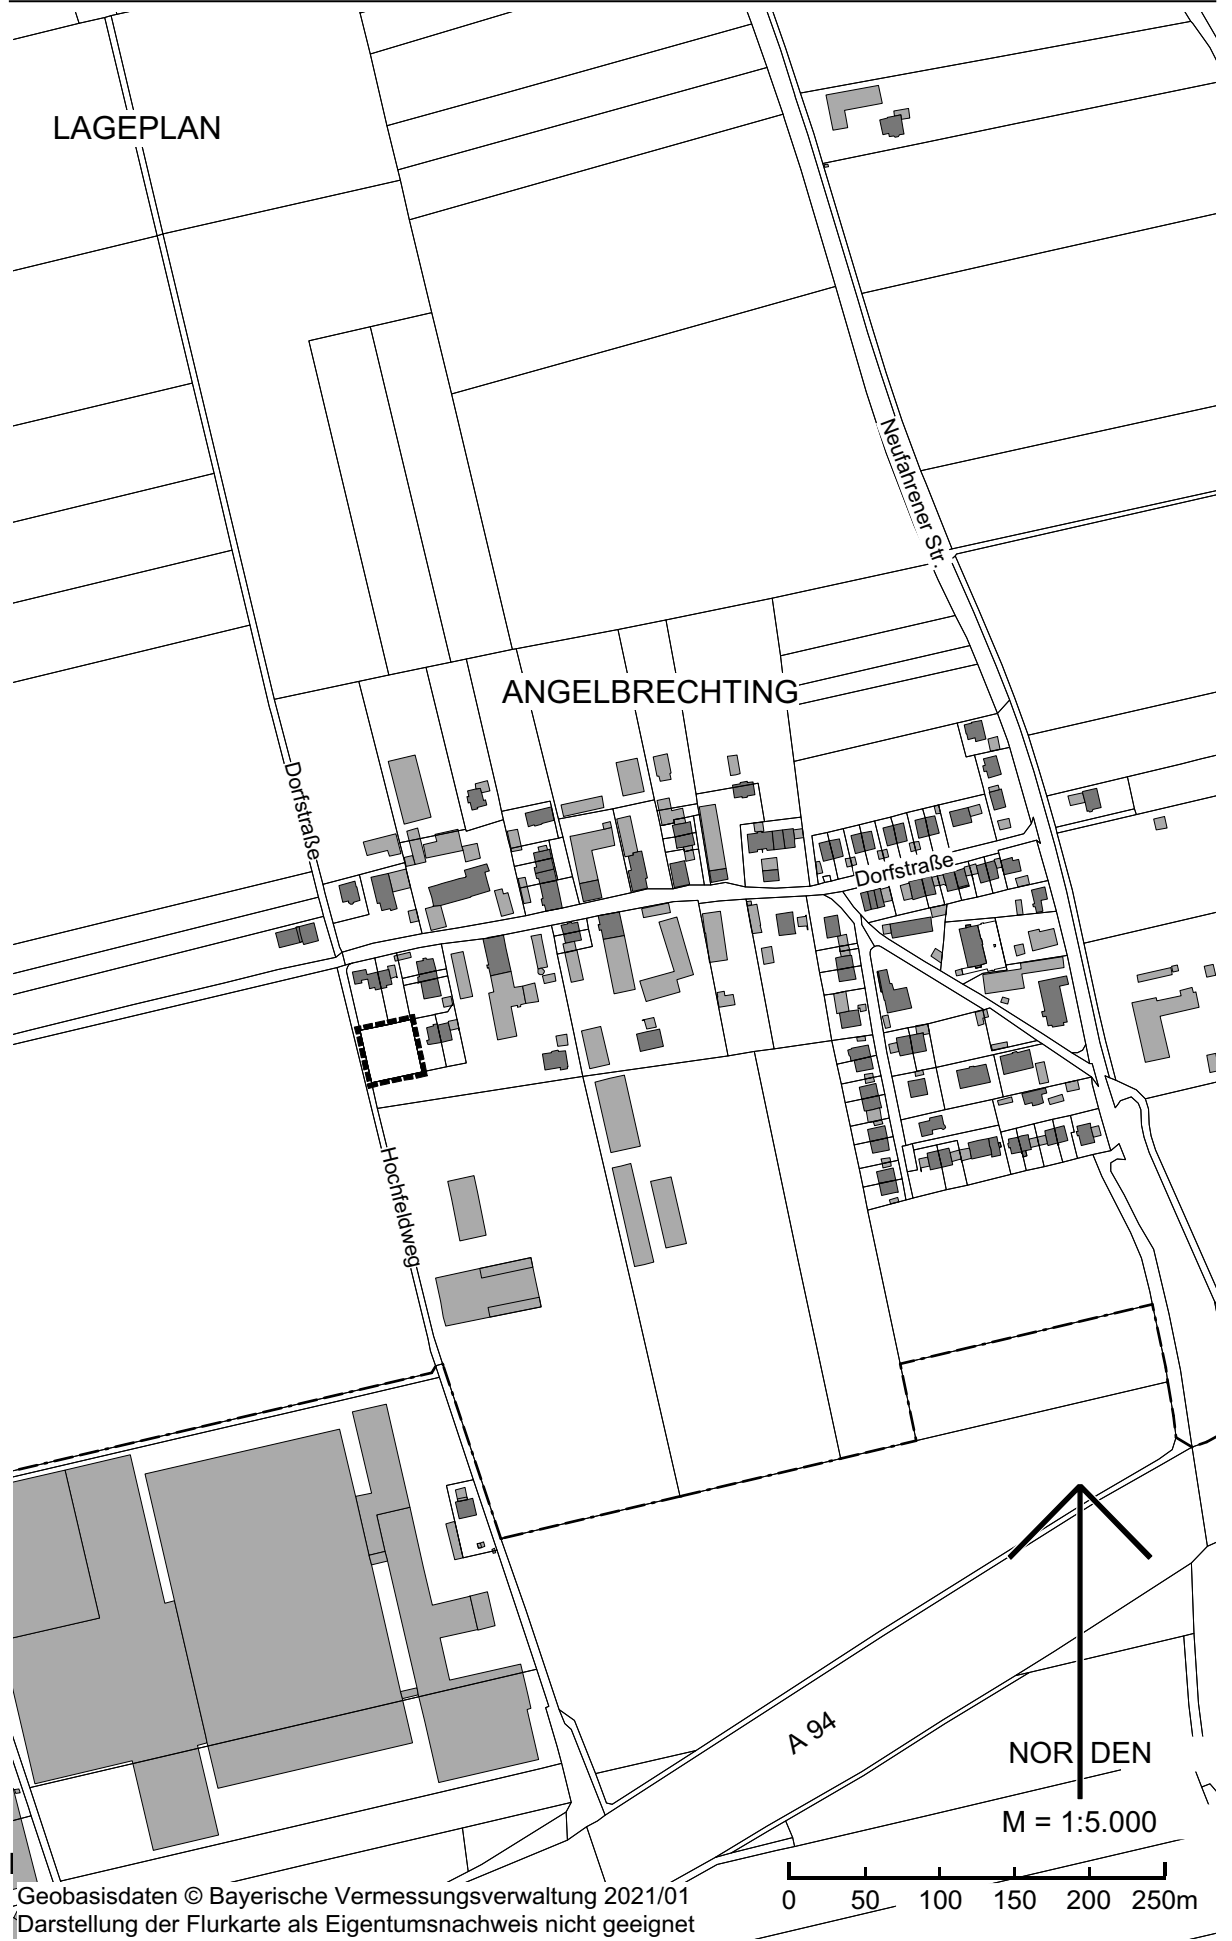 LAGEPLAN
Neufahrener Str.
ANGELBRECHTING
Dorfstraße
Dorfstraße
Hochfeldweg
A 94
NORDEN
M = 1:5.000
0 50 100 150 200 250m
Geobasisdaten © Bayerische Vermessungsverwaltung 2021/01
Darstellung der Flurkarte als Eigentumsnachweis nicht geeignet